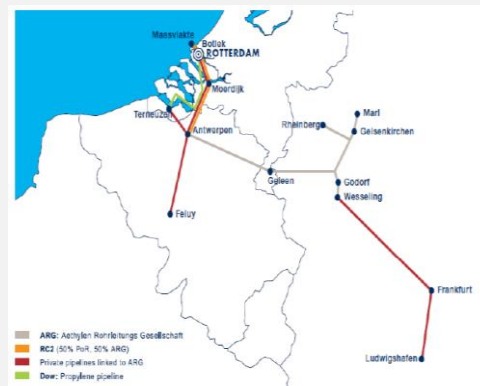 Maasvlakte
Botlek
ROTTERDAM
Moerdijk
Terneuzen
Antwerpen
Rheinberg
Marl
Gelsenkirchen
Geleen
Godorf
Wesseling
Feluy
Frankfurt
Ludwigshafen
ARG: Aethylen Rohrleitungs Gesellschaft
RC2 (50% PoR, 50% ARG)
Private pipelines linked to ARG
Dow: Propylene pipeline